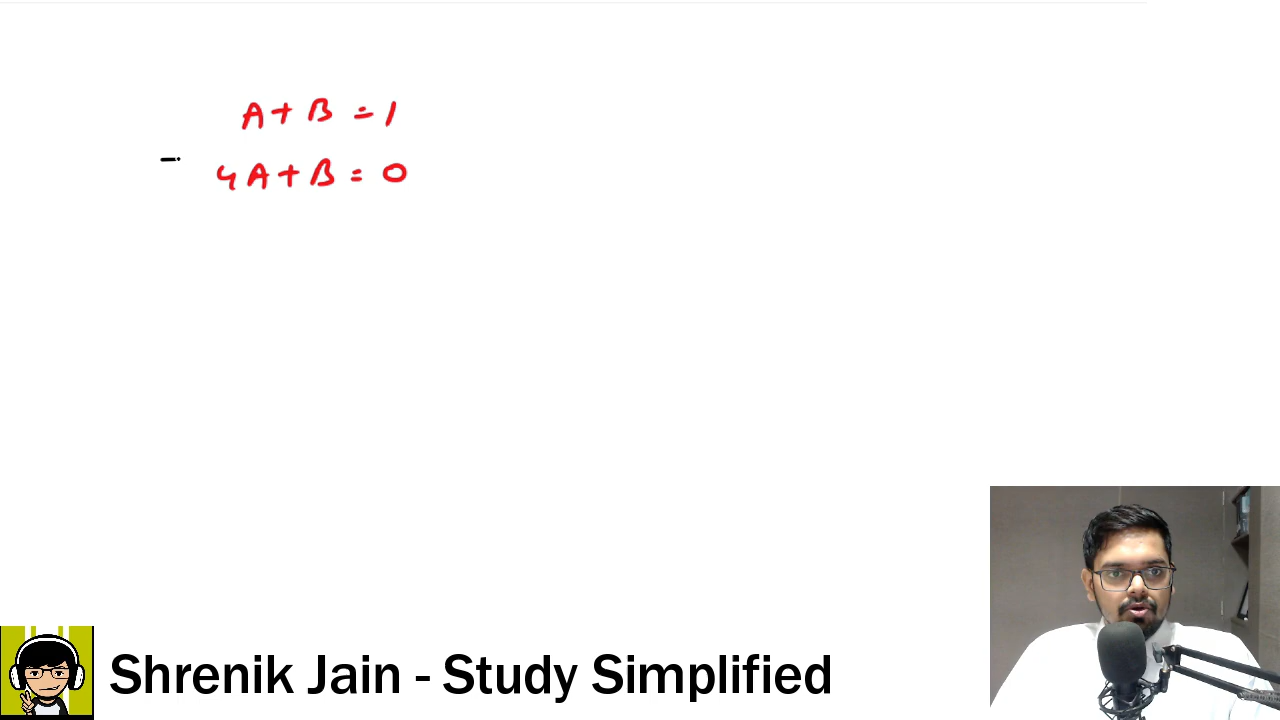 A + B = 1
- 4A + B = 0
Shrenik Jain - Study Simplified